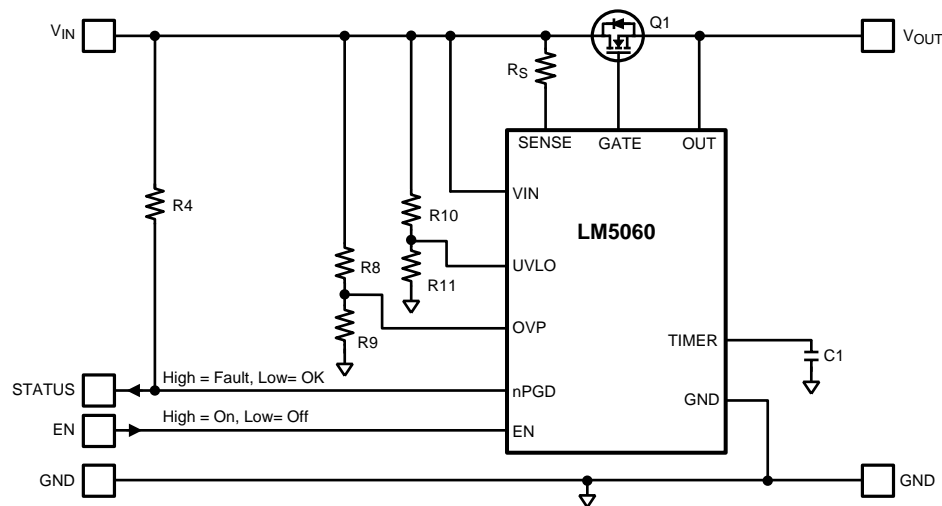 VIN
Q1
VOUT
RS
SENSE
GATE
OUT
R4
VIN
R10
LM5060
UVLO
R8
R11
OVP
R9
TIMER
C1
STATUS
High = Fault, Low= OK
nPGD
GND
EN
High = On, Low= Off
EN
GND
GND